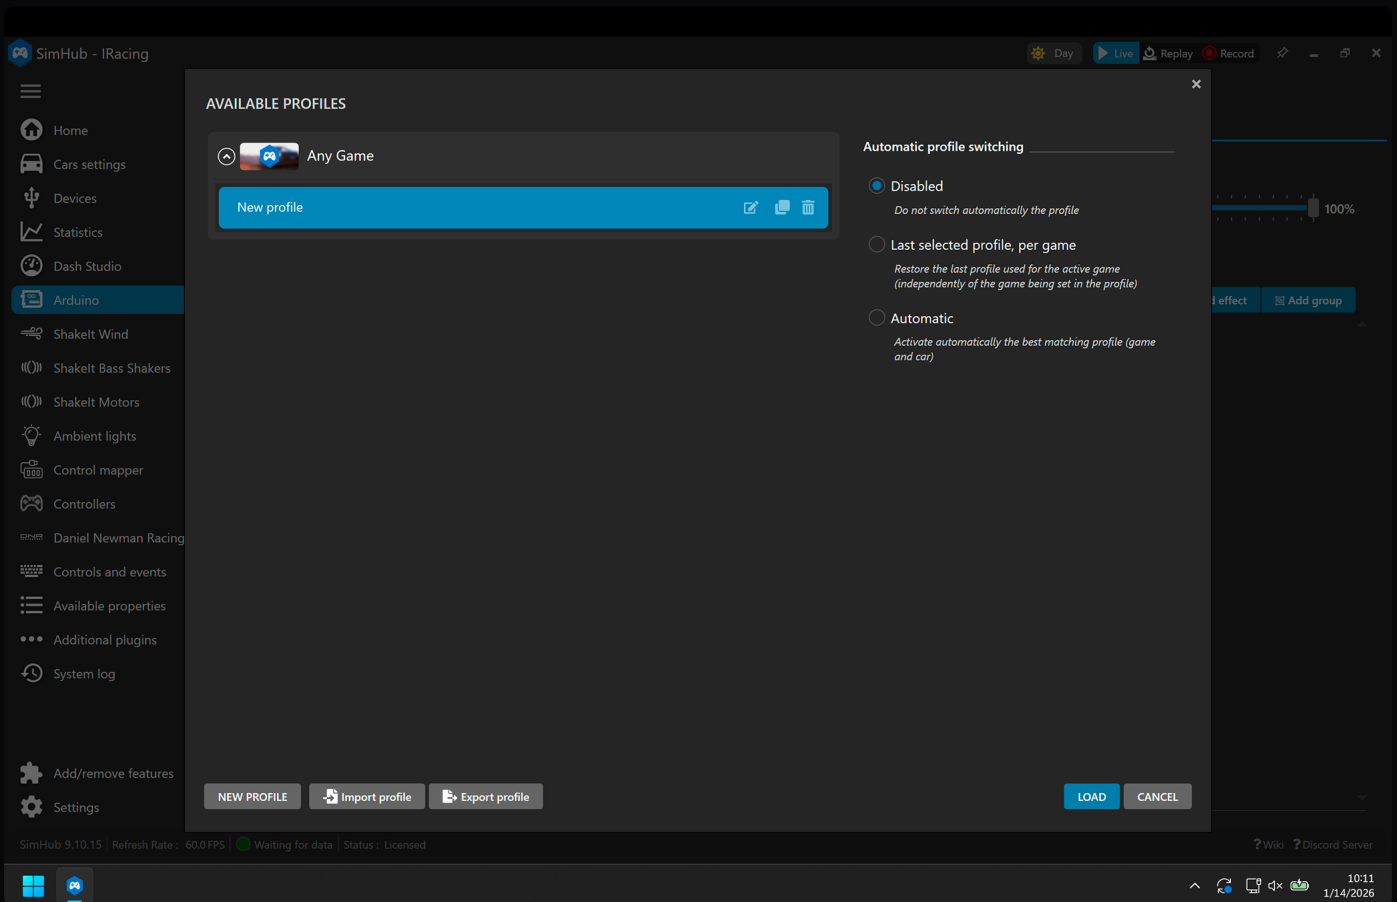 SimHub - IRacing
Day
Live
Replay
Record
Home
Cars settings
Devices
Statistics
Dash Studio
Arduino
ShakeIt Wind
ShakeIt Bass Shakers
ShakeIt Motors
Ambient lights
Control mapper
Controllers
Daniel Newman Racing
Controls and events
Available properties
Additional plugins
System log
Add/remove features
Settings
AVAILABLE PROFILES
Any Game
New profile
Automatic profile switching
Disabled
Do not switch automatically the profile
Last selected profile, per game
Restore the last profile used for the active game
(independently of the game being set in the profile)
Automatic
Activate automatically the best matching profile (game
and car)
100%
effect
Add group
NEW PROFILE
Import profile
Export profile
LOAD
CANCEL
SimHub 9.10.15
Refresh Rate : 60.0 FPS
Waiting for data
Status : Licensed
? Wiki
? Discord Server
10:11
1/14/2026